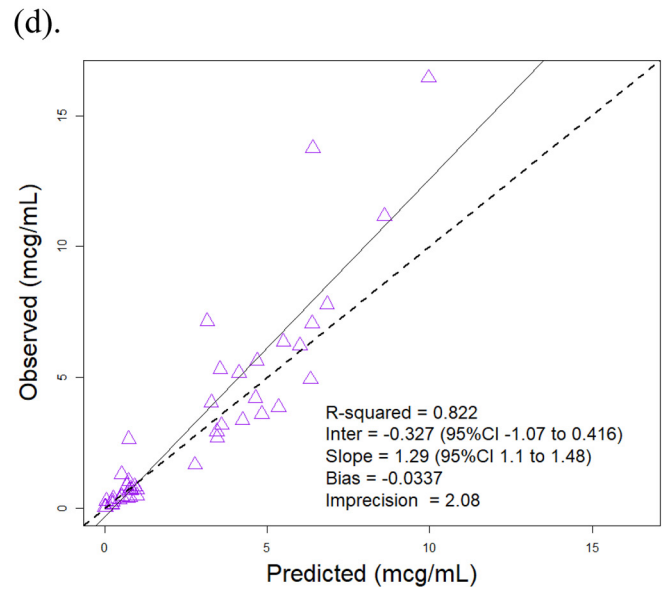 (d).
15
10
5
0
Observed (mcg/mL)
R-squared = 0.822
Inter = -0.327 (95%CI -1.07 to 0.416)
Slope = 1.29 (95%CI 1.1 to 1.48)
Bias = -0.0337
Imprecision = 2.08
0 5 10 15
Predicted (mcg/mL)